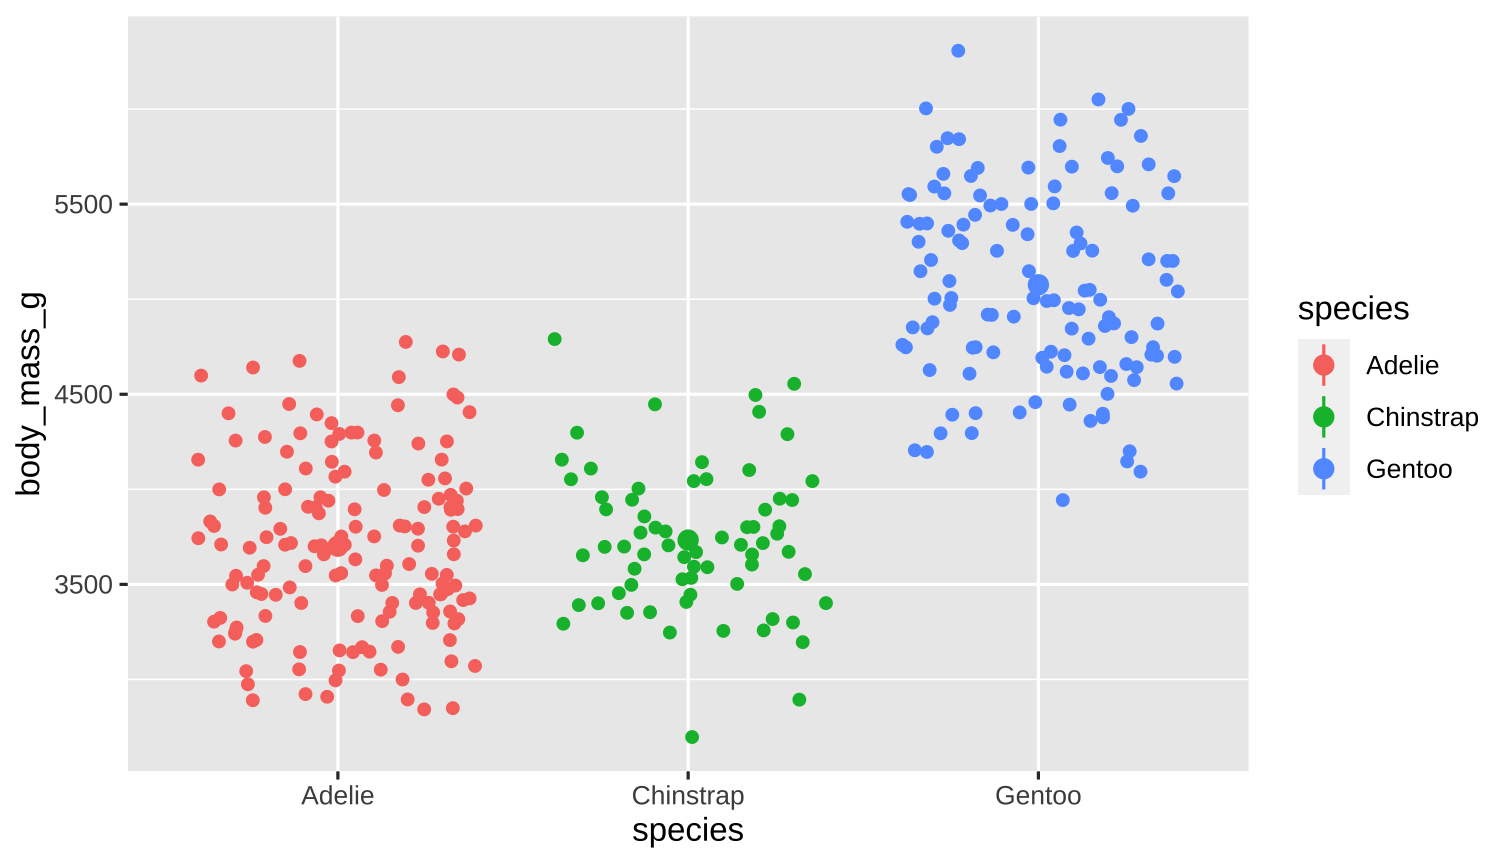 body_mass_g
5500
4500
3500
Adelie
Chinstrap
Gentoo
species
species
Adelie
Chinstrap
Gentoo